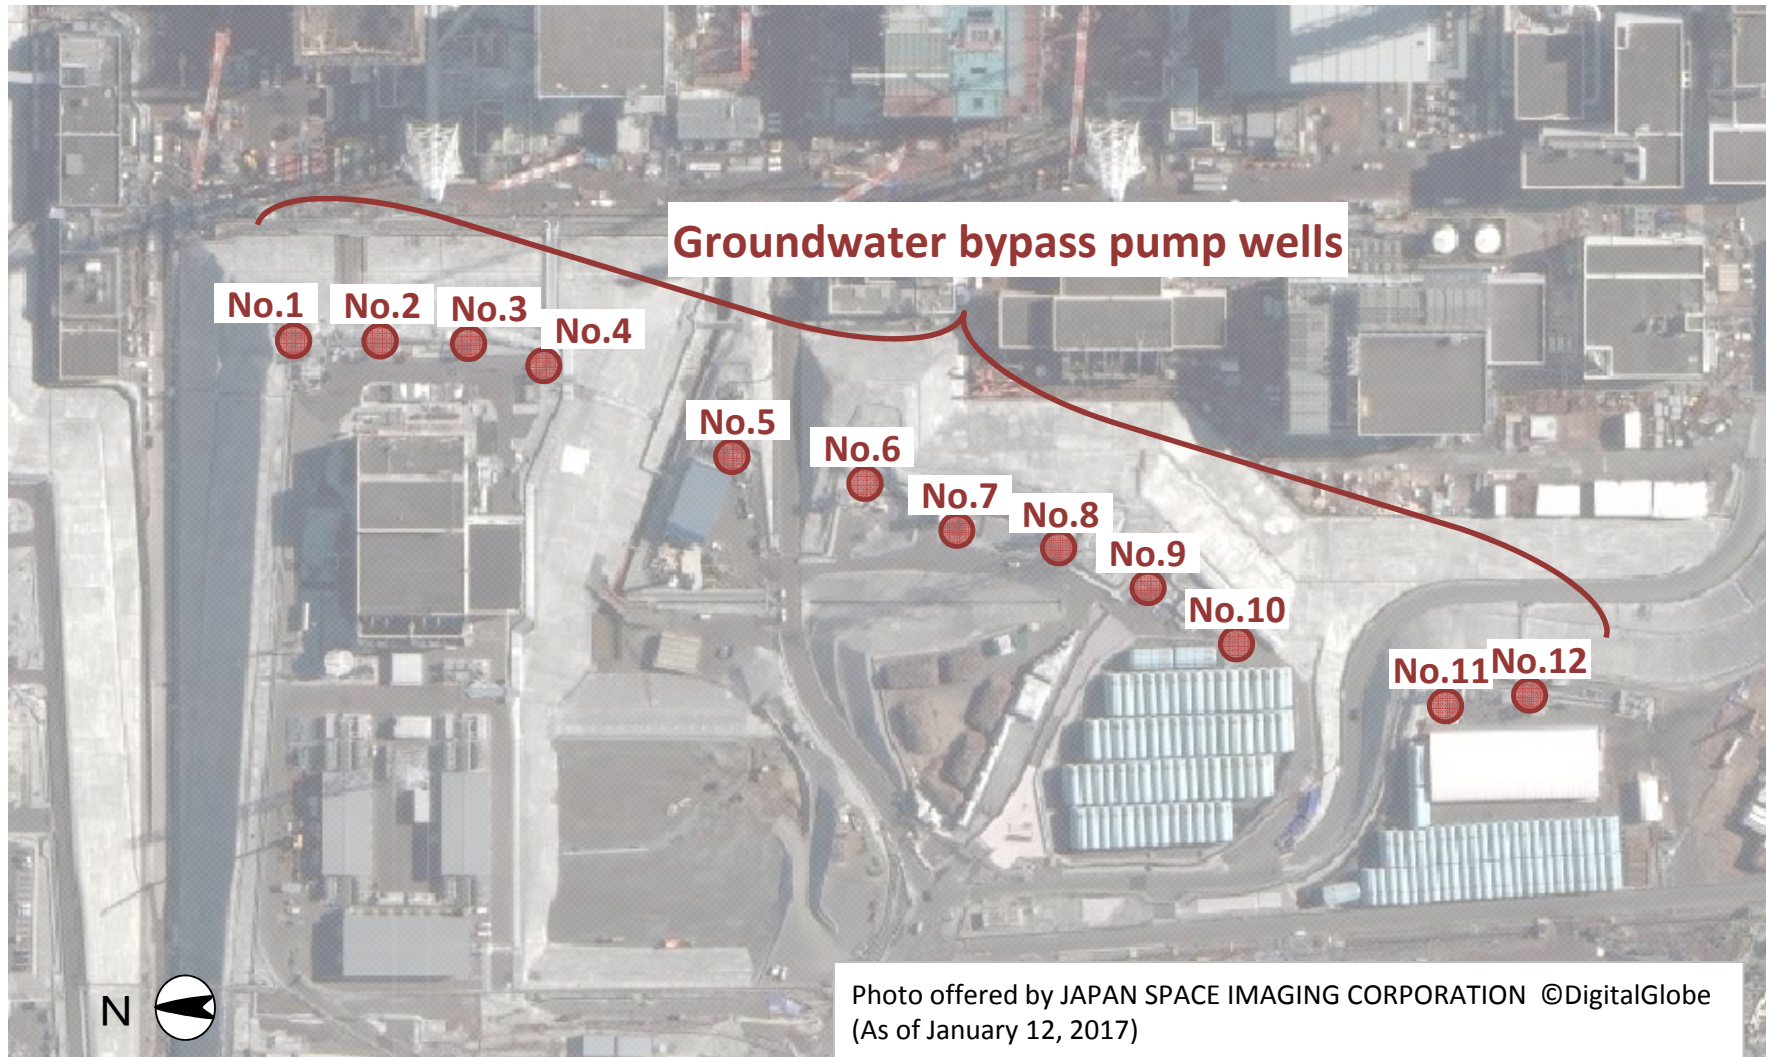 Groundwater bypass pump wells
No.1
No.2
No.3
No.4
No.5
No.6
No.7
No.8
No.9
No.10
No.11
No.12
N
Photo offered by JAPAN SPACE IMAGING CORPORATION ©DigitalGlobe
(As of January 12, 2017)